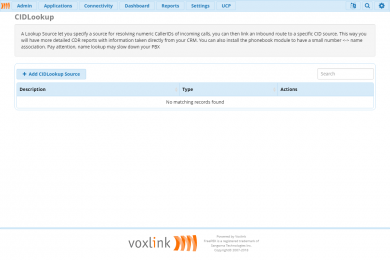 Admin Applications Connectivity Dashboard Reports Settings UCP
CIDLookup
A Lookup Source let you specify a source for resolving numeric CallerIDs of incoming calls, you can then link an inbound route to a specific CID source. This way you
will have more detailed CDR reports with information taken directly from your CRM. You can also install the phonebook module to have a small number <-> name
association. Pay attention, name lookup may slow down your PBX
+ Add CIDLookup Source
Search
Description Type Actions
No matching records found
voxlink
Powered by Voxlink
FreePBX is a registered trademark of
Sangoma Technologies Inc.